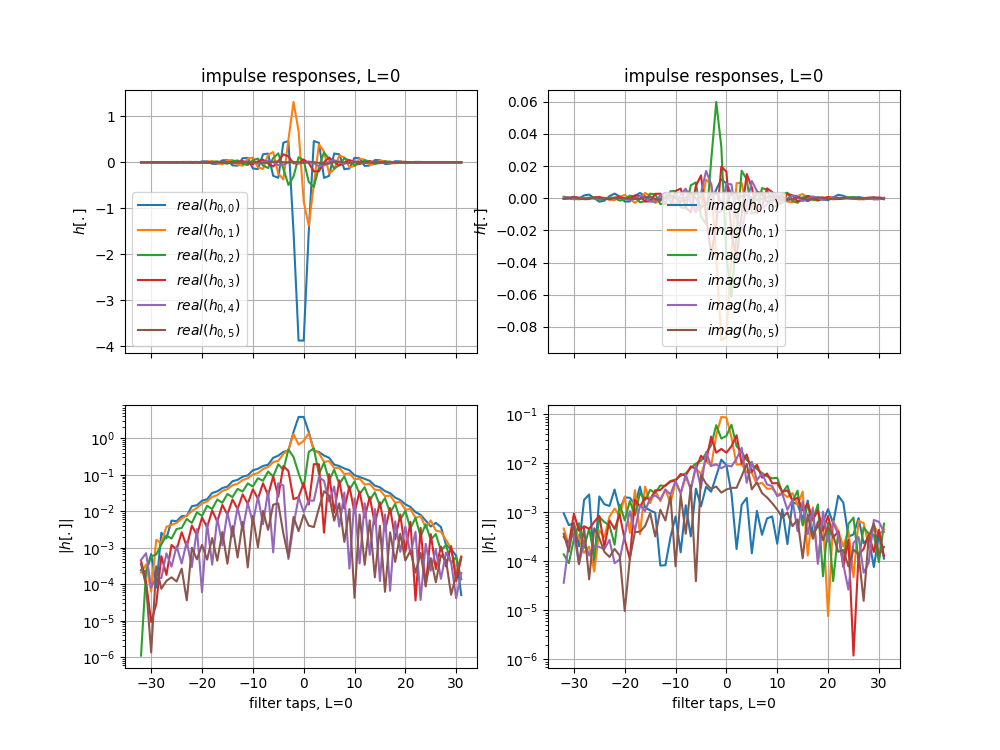 impulse responses, L=0
1
0
−1
−2
−3
−4
h[.]
real(h0,0)
real(h0,1)
real(h0,2)
real(h0,3)
real(h0,4)
real(h0,5)
impulse responses, L=0
0.06
0.04
0.02
0.00
−0.02
−0.04
−0.06
−0.08
h[.]
imag(h0,0)
imag(h0,1)
imag(h0,2)
imag(h0,3)
imag(h0,4)
imag(h0,5)
10^0
10^−1
10^−2
10^−3
10^−4
10^−5
10^−6
|h[.]|
−30 −20 −10 0 10 20 30
filter taps, L=0
10^−1
10^−2
10^−3
10^−4
10^−5
10^−6
|h[.]|
−30 −20 −10 0 10 20 30
filter taps, L=0